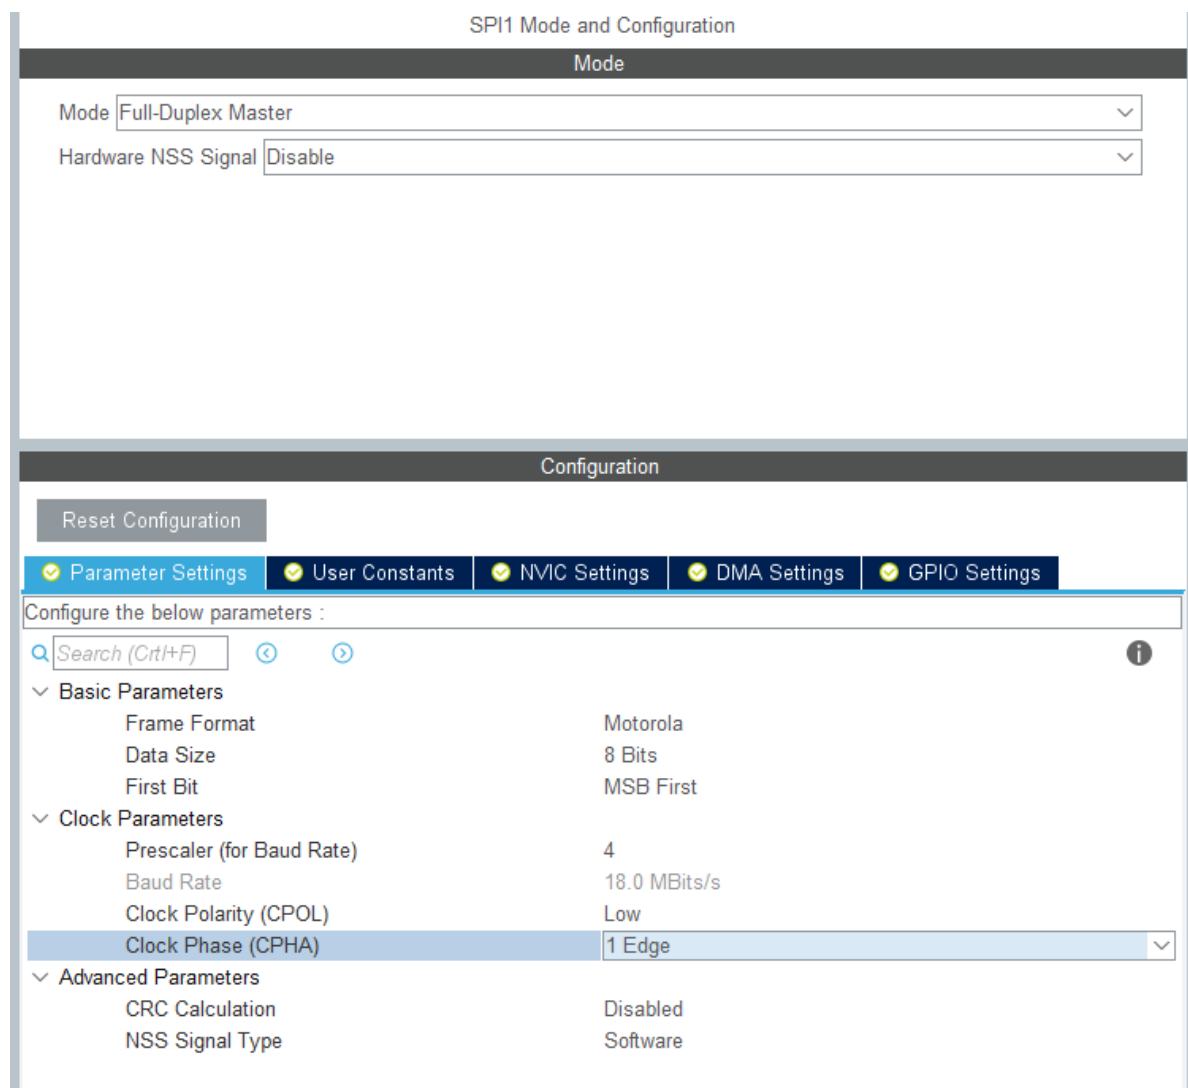 SPI1 Mode and Configuration
Mode
Mode Full-Duplex Master
Hardware NSS Signal Disable
Configuration
Reset Configuration
Parameter Settings User Constants NVIC Settings DMA Settings GPIO Settings
Configure the below parameters :
Search (Crtl+F)
Basic Parameters
Frame Format Motorola
Data Size 8 Bits
First Bit MSB First
Clock Parameters
Prescaler (for Baud Rate) 4
Baud Rate 18.0 MBits/s
Clock Polarity (CPOL) Low
Clock Phase (CPHA) 1 Edge
Advanced Parameters
CRC Calculation Disabled
NSS Signal Type Software